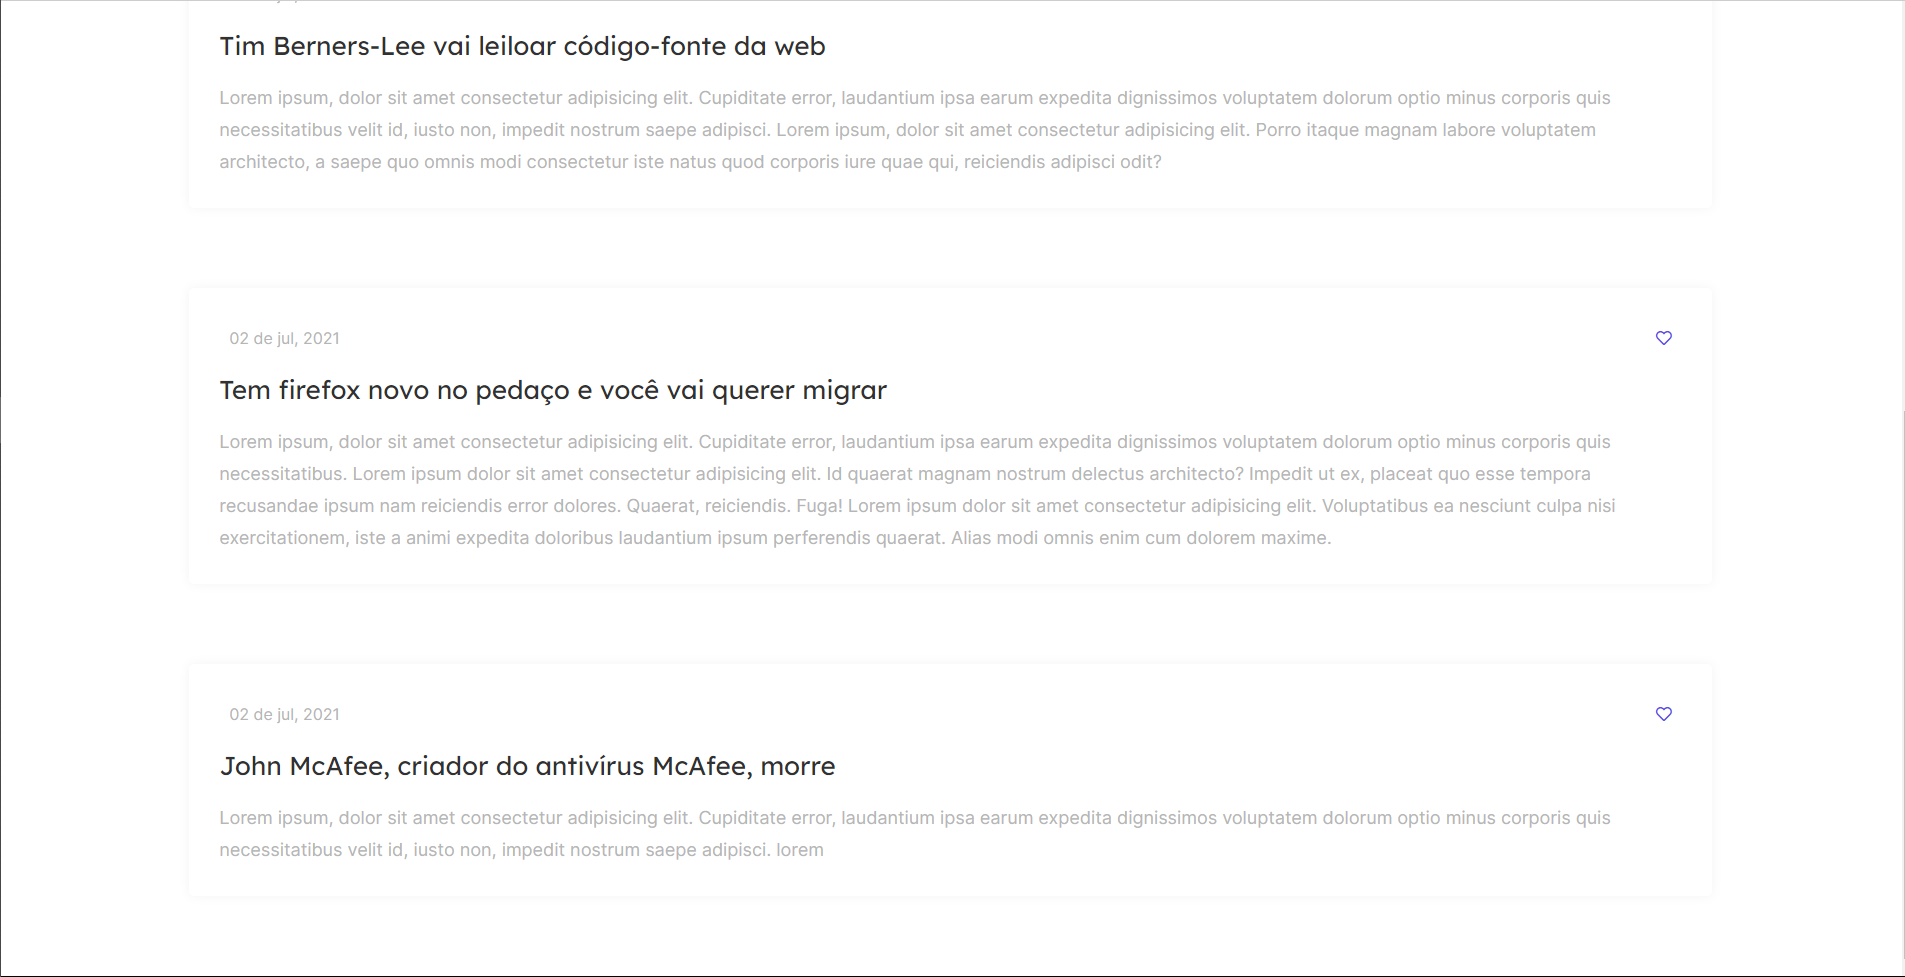 Tim Berners-Lee vai leiloar código-fonte da web
Lorem ipsum, dolor sit amet consectetur adipisicing elit. Cupiditate error, laudantium ipsa earum expedita dignissimos voluptatem dolorum optio minus corporis quis
necessitatibus velit id, iusto non, impedit nostrum saepe adipisci. Lorem ipsum, dolor sit amet consectetur adipisicing elit. Porro itaque magnam labore voluptatem
architecto, a saepe quo omnis modi consectetur iste natus quod corporis iure quae qui, reiciendis adipisci odit?
02 de jul, 2021
Tem firefox novo no pedaço e você vai querer migrar
Lorem ipsum, dolor sit amet consectetur adipisicing elit. Cupiditate error, laudantium ipsa earum expedita dignissimos voluptatem dolorum optio minus corporis quis
necessitatibus. Lorem ipsum dolor sit amet consectetur adipisicing elit. Id quaerat magnam nostrum delectus architecto? Impedit ut ex, placeat quo esse tempora
recusandae ipsum nam reiciendis error dolores. Quaerat, reiciendis. Fuga! Lorem ipsum dolor sit amet consectetur adipisicing elit. Voluptatibus ea nesciunt culpa nisi
exercitationem, iste a animi expedita doloribus laudantium ipsum perferendis quaerat. Alias modi omnis enim cum dolorem maxime.
02 de jul, 2021
John McAfee, criador do antivírus McAfee, morre
Lorem ipsum, dolor sit amet consectetur adipisicing elit. Cupiditate error, laudantium ipsa earum expedita dignissimos voluptatem dolorum optio minus corporis quis
necessitatibus velit id, iusto non, impedit nostrum saepe adipisci. lorem